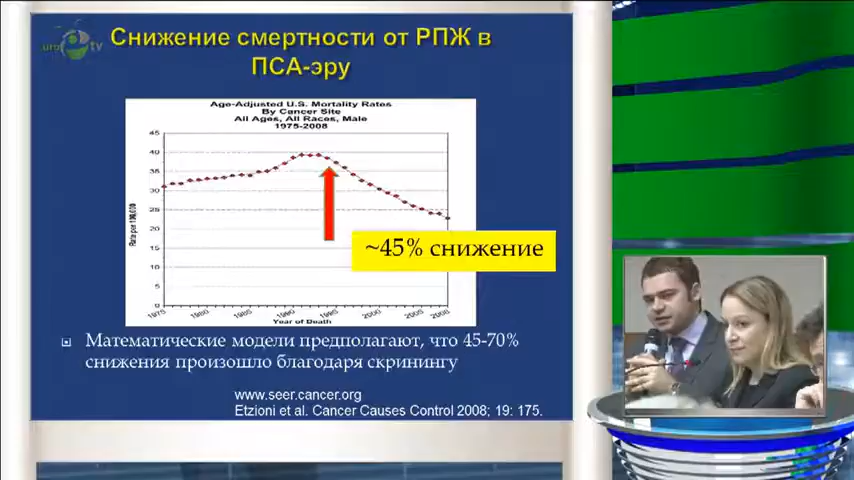 uro tv
Снижение смертности от РПЖ в
ПСА-эру
Age-Adjusted U.S. Mortality Rates
By Cancer Site
All Ages, All Races, Male
1975-2008
45
40
35
30
25
20
15
10
5
0
Rate per 100,000
1975
1980
1985
1990
1995
2000
2005
2008
Year of Death
~45% снижение
Математические модели предполагают, что 45-70%
снижения произошло благодаря скринингу
www.seer.cancer.org
Etzioni et al. Cancer Causes Control 2008; 19: 175.